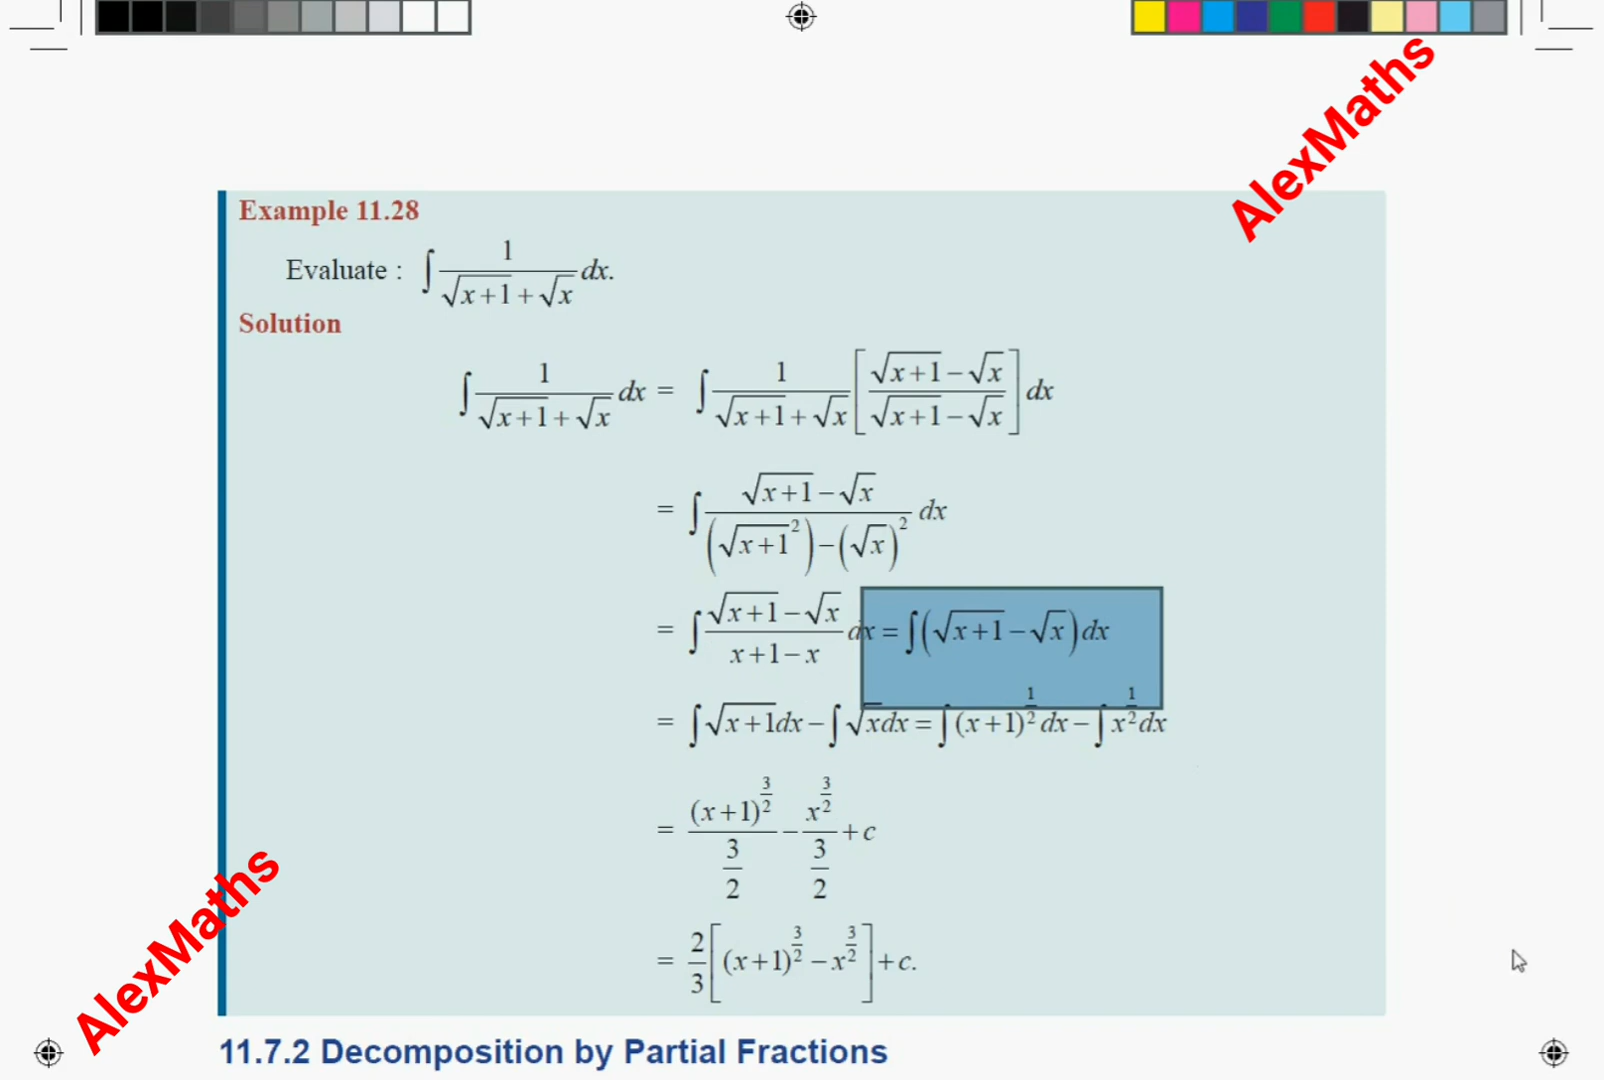 AlexMaths
Example 11.28
Evaluate : ∫ 1/(√(x+1) + √x) dx.
Solution
∫ 1/(√(x+1) + √x) dx = ∫ 1/(√(x+1) + √x) [(√(x+1) − √x)/(√(x+1) − √x)] dx
= ∫ (√(x+1) − √x)/((√(x+1)²) − (√x)²) dx
= ∫ (√(x+1) − √x)/(x+1−x) dx = ∫(√(x+1) − √x)dx
= ∫√(x+1)dx − ∫√xdx = ∫(x+1)^(1/2) dx − ∫x^(1/2) dx
= (x+1)^(3/2)/(3/2) − x^(3/2)/(3/2) + c
= 2/3 [(x+1)^(3/2) − x^(3/2)] + c.
AlexMaths
11.7.2 Decomposition by Partial Fractions